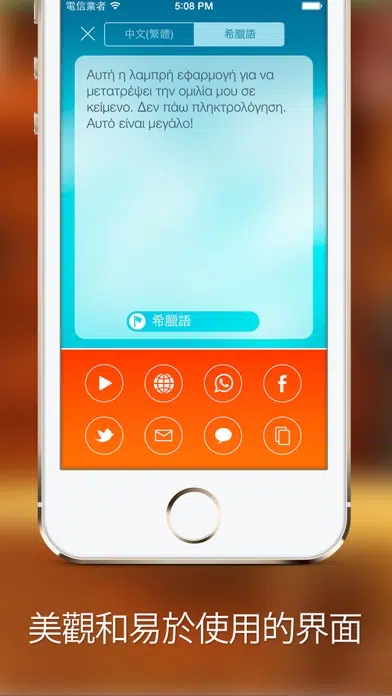 電信業者 5:08 PM
中文(繁體) 希臘語
Αυτή η λαμπρή εφαρμογή για να
μετατρέψει την ομιλία μου σε
κείμενο. Δεν πάω πληκτρολόγηση.
Αυτό είναι μεγάλο!
希臘語
美觀和易於使用的界面